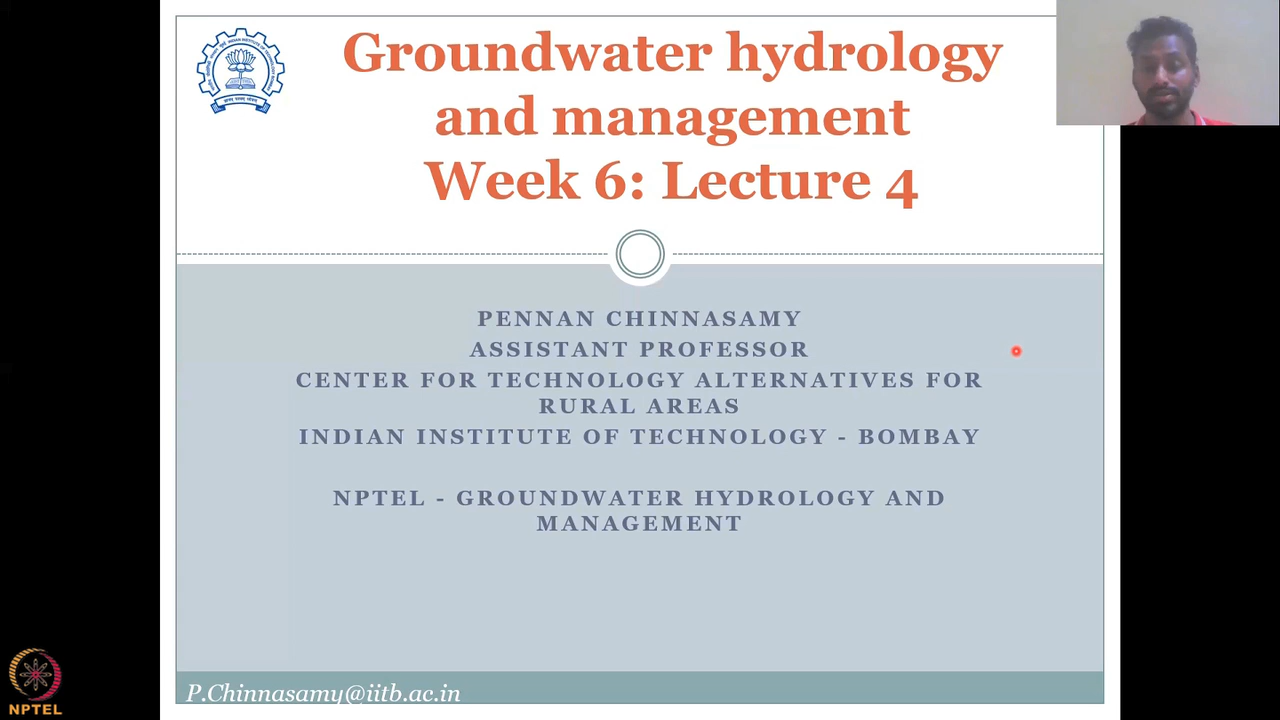 Groundwater hydrology
and management
Week 6: Lecture 4
PENNAN CHINNASAMY
ASSISTANT PROFESSOR
CENTER FOR TECHNOLOGY ALTERNATIVES FOR
RURAL AREAS
INDIAN INSTITUTE OF TECHNOLOGY - BOMBAY
NPTEL - GROUNDWATER HYDROLOGY AND
MANAGEMENT
P.Chinnasamy@iitb.ac.in
NPTEL